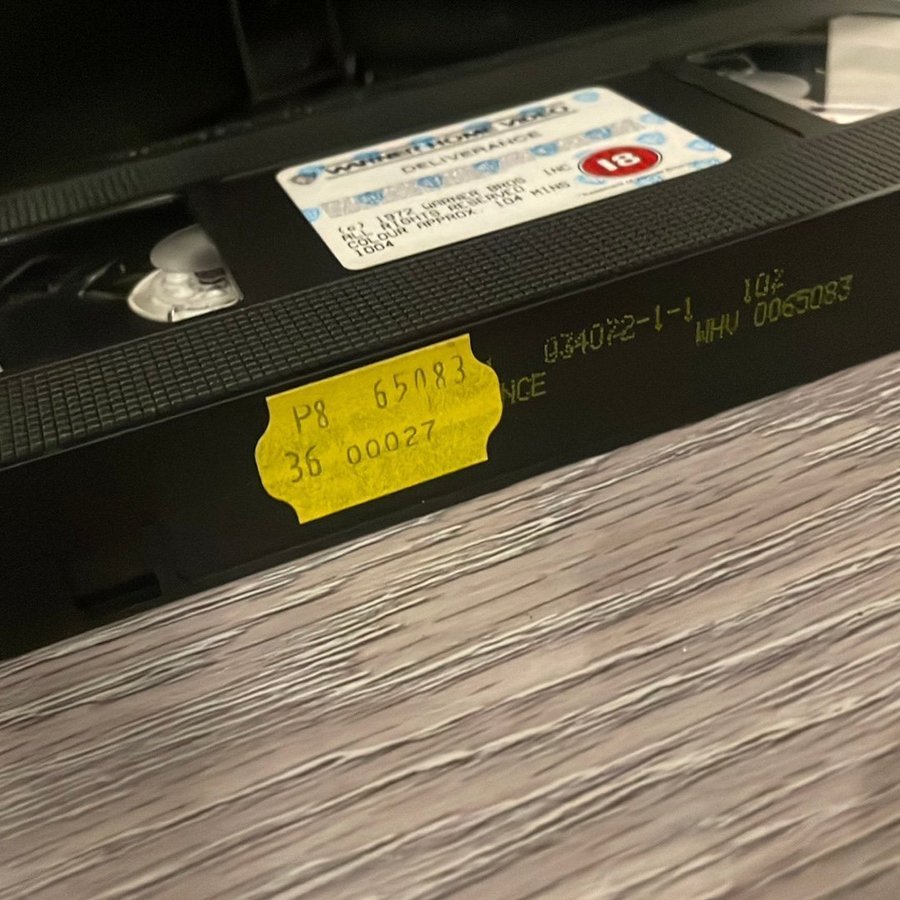 WARNER HOME VIDEO
DELIVERANCE
(c) 1972 WARNER BROS INC
ALL RIGHTS RESERVED
COLOUR APPROX. 104 MINS
1004
18
P8 65083
36 00027
034072-1-1 102
NCE WHV 0065083